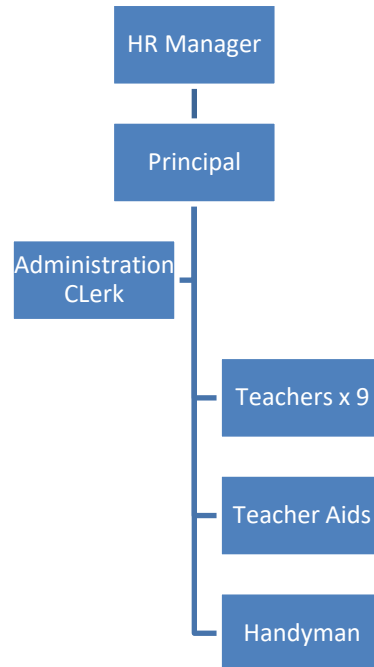 HR Manager
Principal
Administration
CLerk
Teachers x 9
Teacher Aids
Handyman